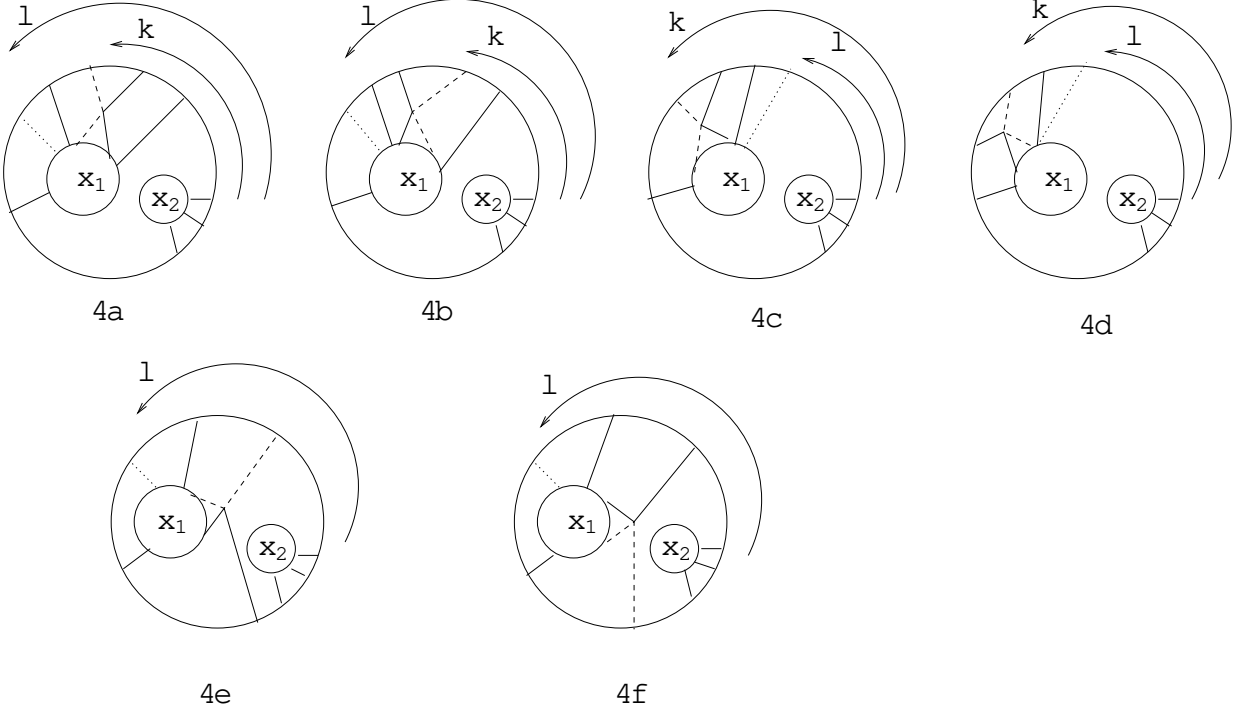 l k l k k l k l
x₁ x₂ x₁ x₂ x₁ x₂ x₁ x₂
4a 4b 4c 4d
l l
x₁ x₂ x₁ x₂
4e 4f